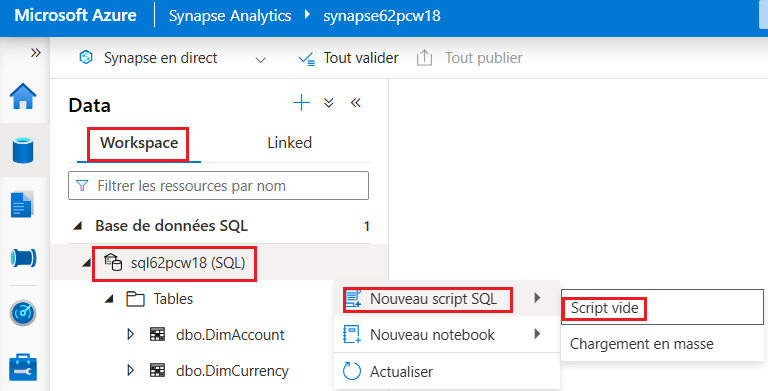 Microsoft Azure Synapse Analytics synapse62pcw18
Synapse en direct Tout valider Tout publier
Data
Workspace Linked
Filtrer les ressources par nom
Base de données SQL 1
sql62pcw18 (SQL)
Tables Nouveau script SQL Script vide
dbo.DimAccount Nouveau notebook Chargement en masse
dbo.DimCurrency Actualiser